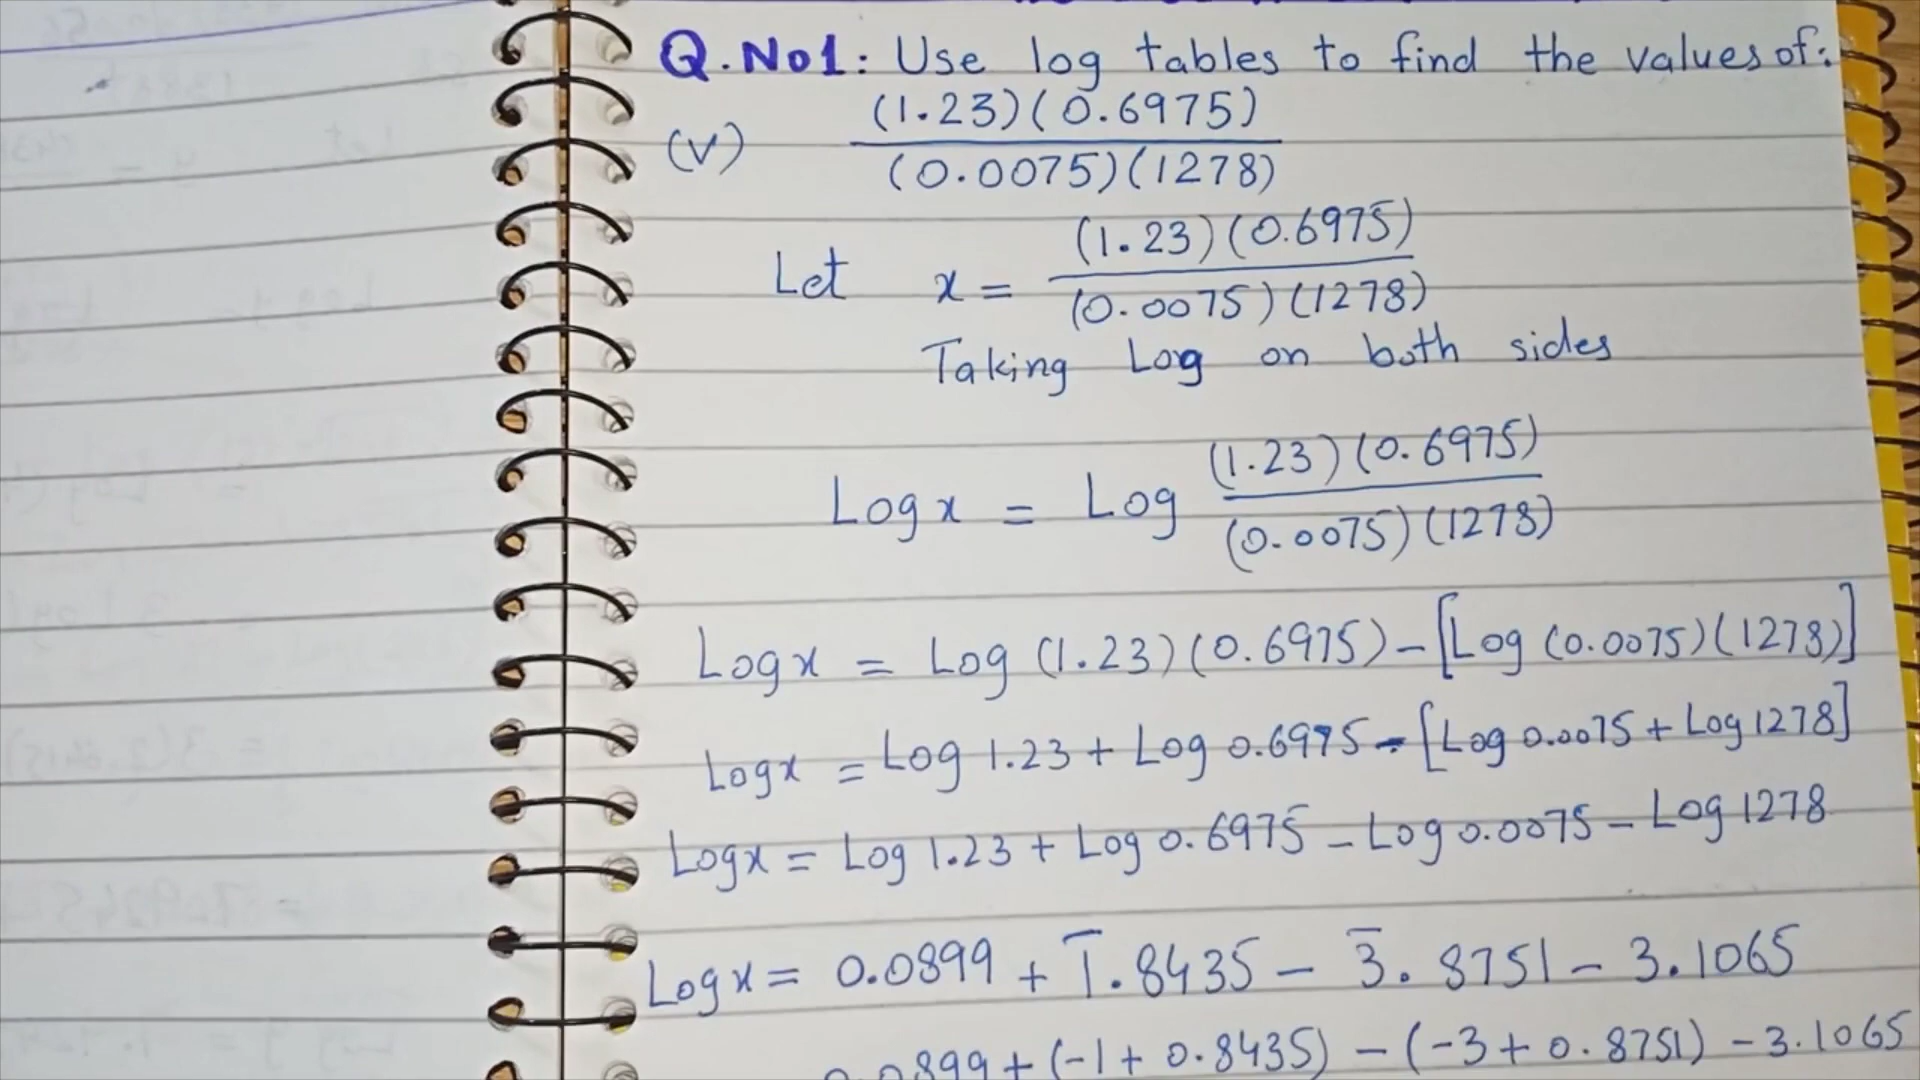 Q.No1: Use log tables to find the values of:
(v) (1.23)(0.6975)
(0.0075)(1278)
Let x = (1.23)(0.6975)
(0.0075)(1278)
Taking Log on both sides
Log x = Log (1.23)(0.6975)
(0.0075)(1278)
Log x = Log (1.23)(0.6975) - [Log (0.0075)(1278)]
Log x = Log 1.23 + Log 0.6975 - [Log 0.0075 + Log 1278]
Log x = Log 1.23 + Log 0.6975 - Log 0.0075 - Log 1278
Log x = 0.0899 + 1̅.8435 - 3̅.8751 - 3.1065
0.0899 + (-1 + 0.8435) - (-3 + 0.8751) - 3.1065